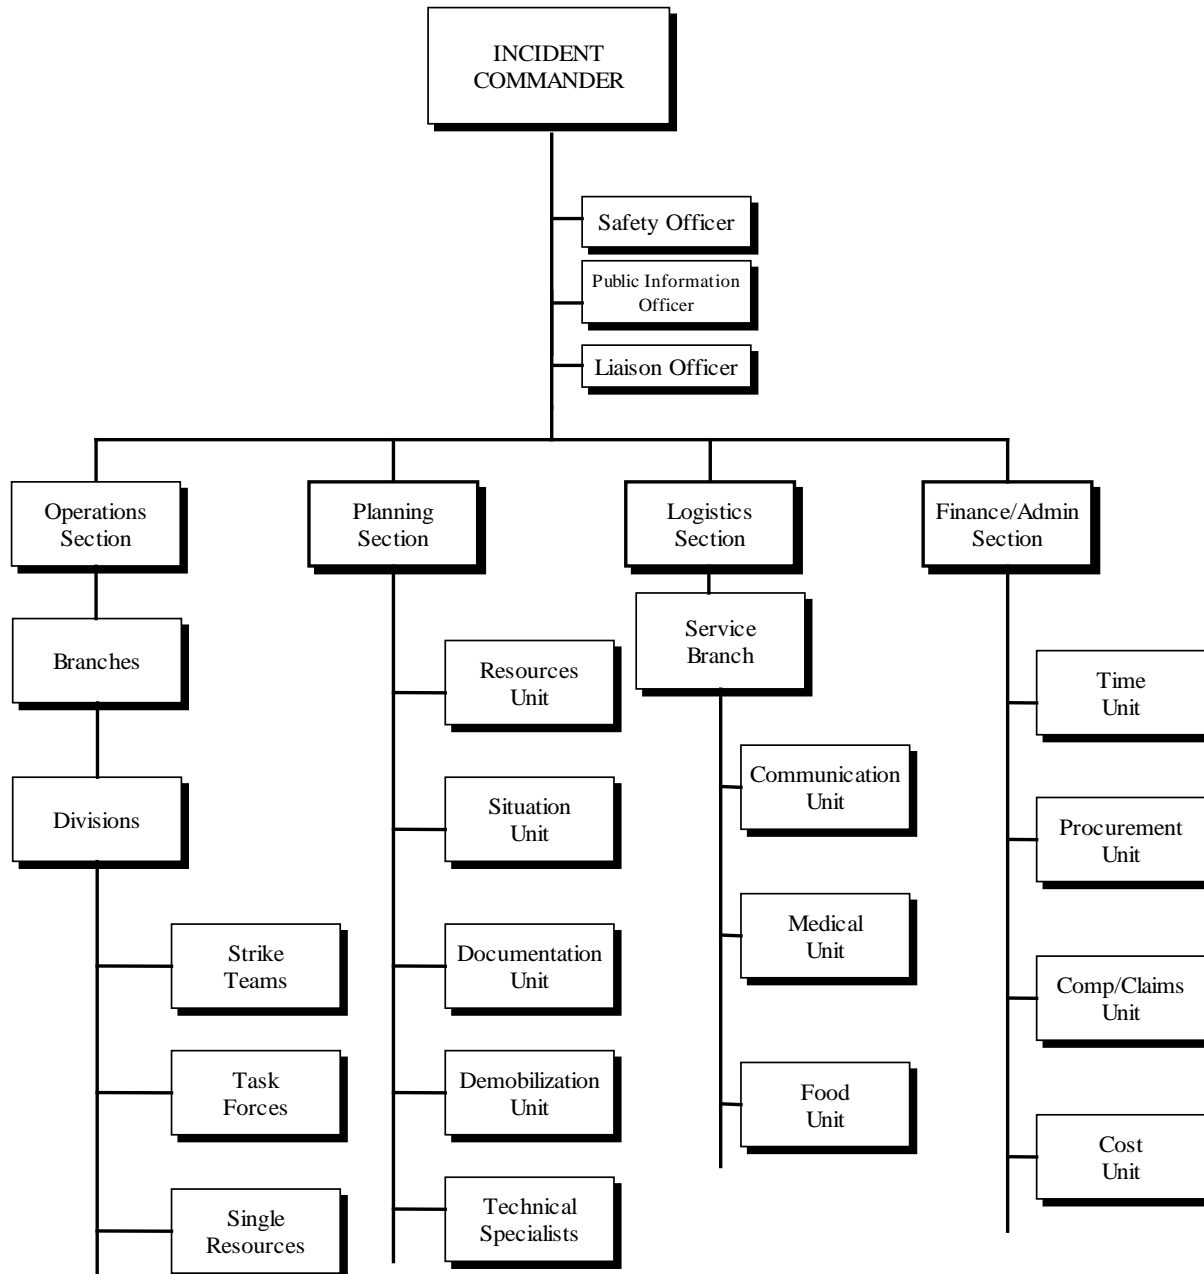 INCIDENT
COMMANDER
Safety Officer
Public Information
Officer
Liaison Officer
Operations
Section
Planning
Section
Logistics
Section
Finance/Admin
Section
Branches
Divisions
Strike
Teams
Task
Forces
Single
Resources
Resources
Unit
Situation
Unit
Documentation
Unit
Demobilization
Unit
Technical
Specialists
Service
Branch
Communication
Unit
Medical
Unit
Food
Unit
Time
Unit
Procurement
Unit
Comp/Claims
Unit
Cost
Unit